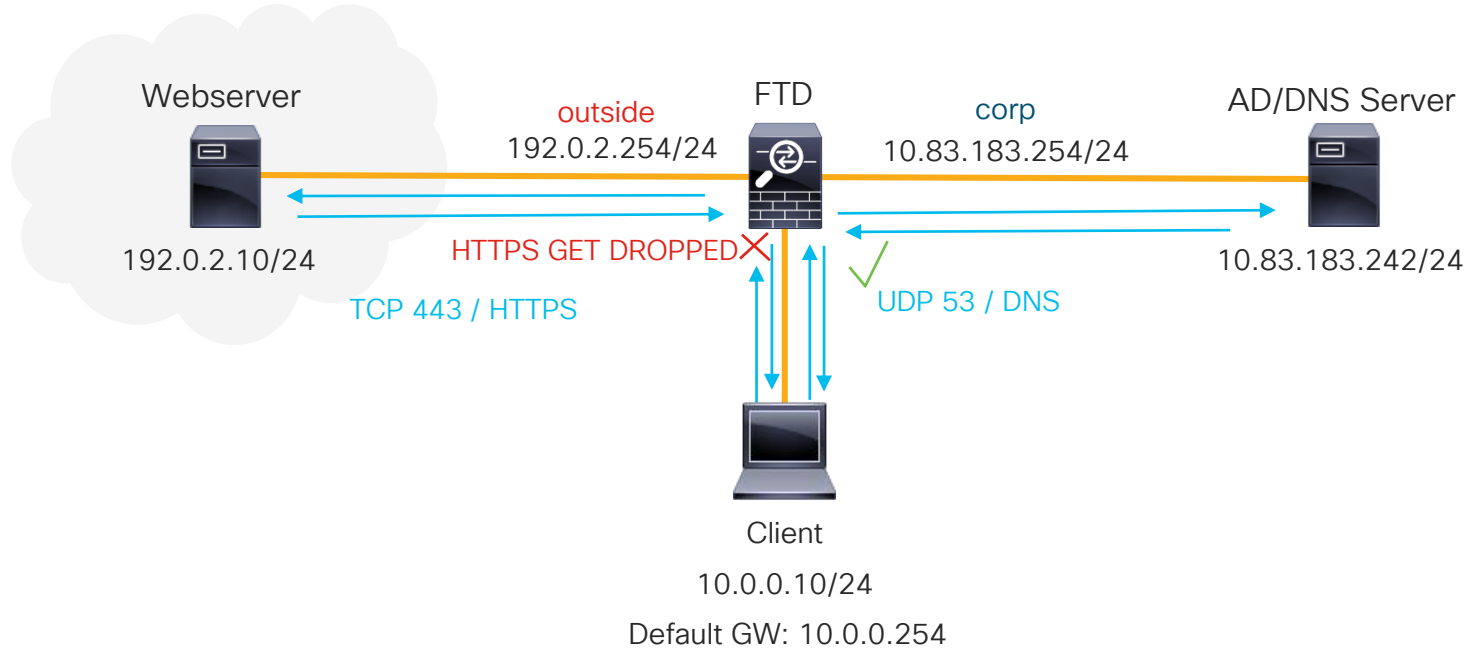 Webserver
outside
192.0.2.254/24
FTD
corp
10.83.183.254/24
AD/DNS Server
192.0.2.10/24
HTTPS GET DROPPED
TCP 443 / HTTPS
UDP 53 / DNS
10.83.183.242/24
Client
10.0.0.10/24
Default GW: 10.0.0.254